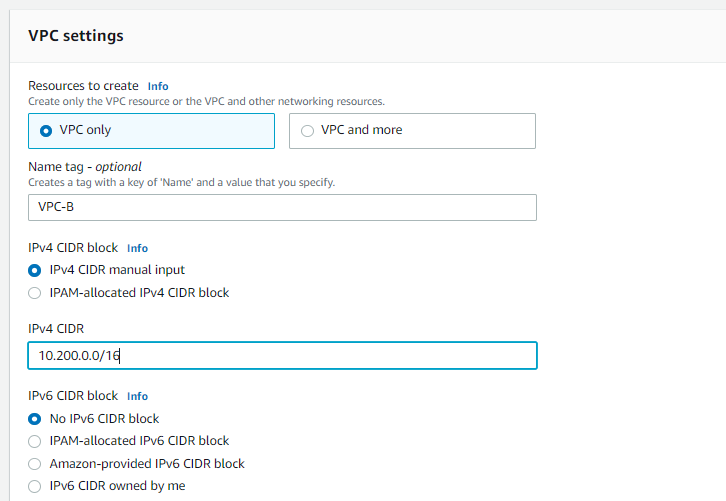 VPC settings
Resources to create Info
Create only the VPC resource or the VPC and other networking resources.
VPC only
VPC and more
Name tag - optional
Creates a tag with a key of 'Name' and a value that you specify.
VPC-B
IPv4 CIDR block Info
IPv4 CIDR manual input
IPAM-allocated IPv4 CIDR block
IPv4 CIDR
10.200.0.0/16
IPv6 CIDR block Info
No IPv6 CIDR block
IPAM-allocated IPv6 CIDR block
Amazon-provided IPv6 CIDR block
IPv6 CIDR owned by me